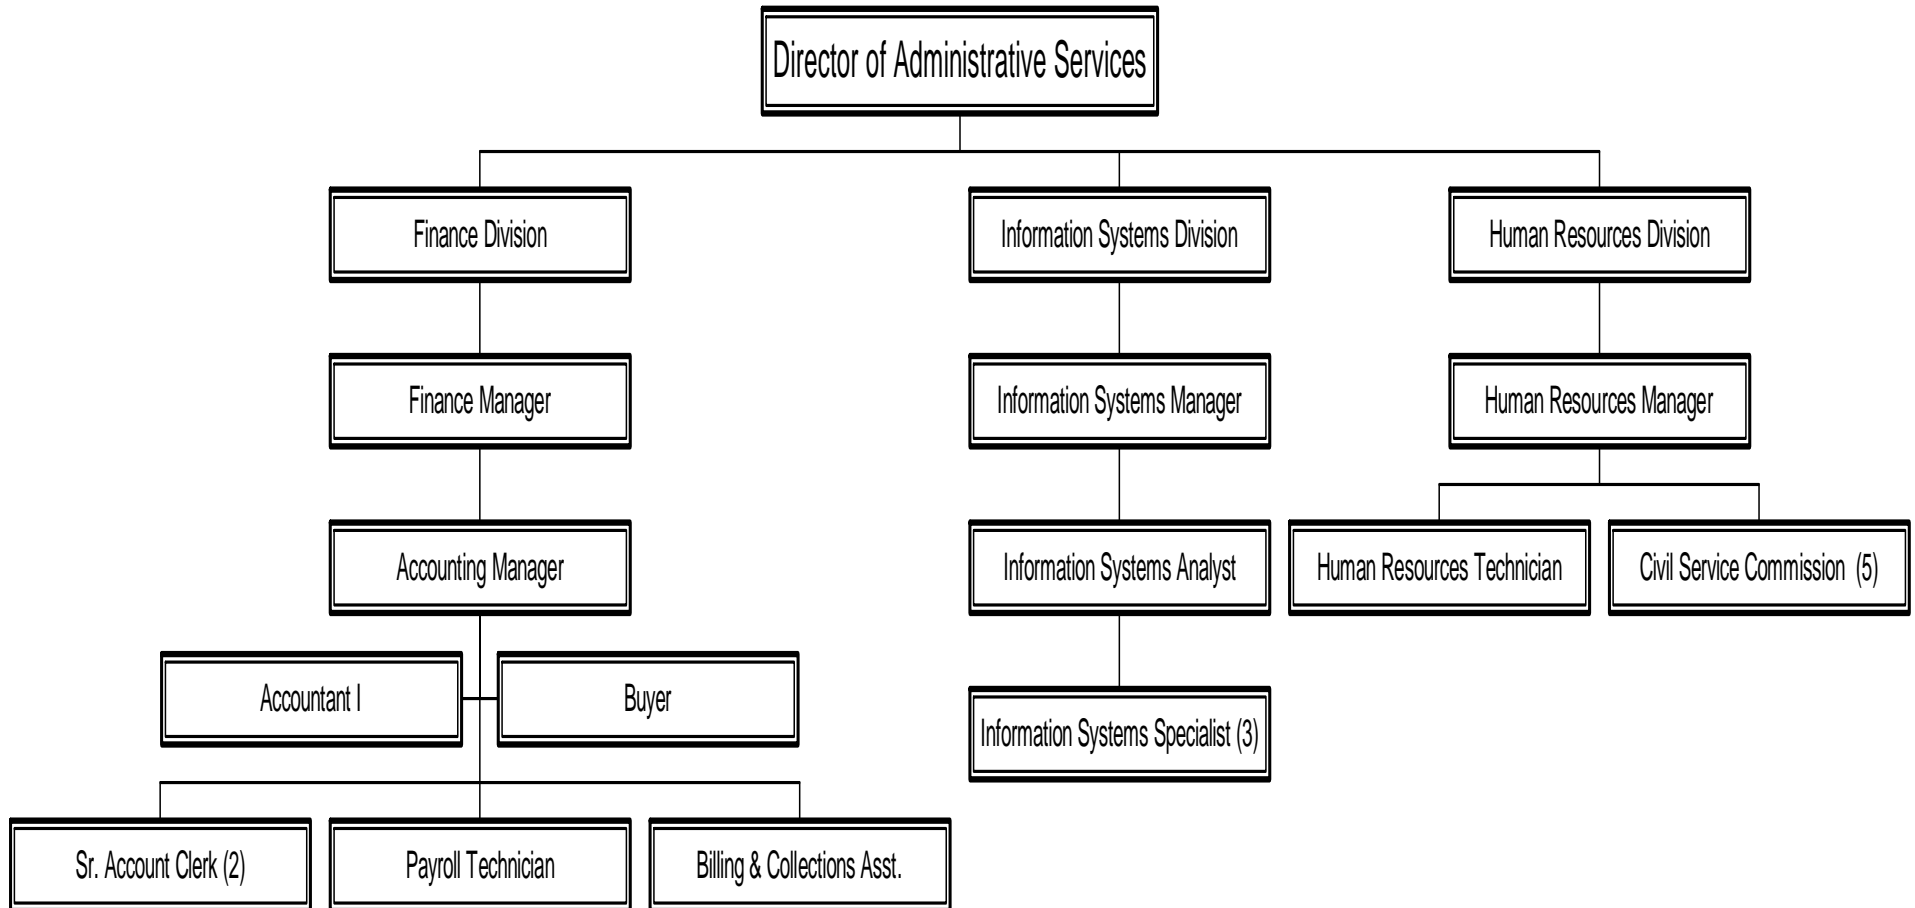 Director of Administrative Services
Finance Division
Information Systems Division
Human Resources Division
Finance Manager
Information Systems Manager
Human Resources Manager
Accounting Manager
Information Systems Analyst
Human Resources Technician
Civil Service Commission (5)
Accountant I
Buyer
Information Systems Specialist (3)
Sr. Account Clerk (2)
Payroll Technician
Billing & Collections Asst.